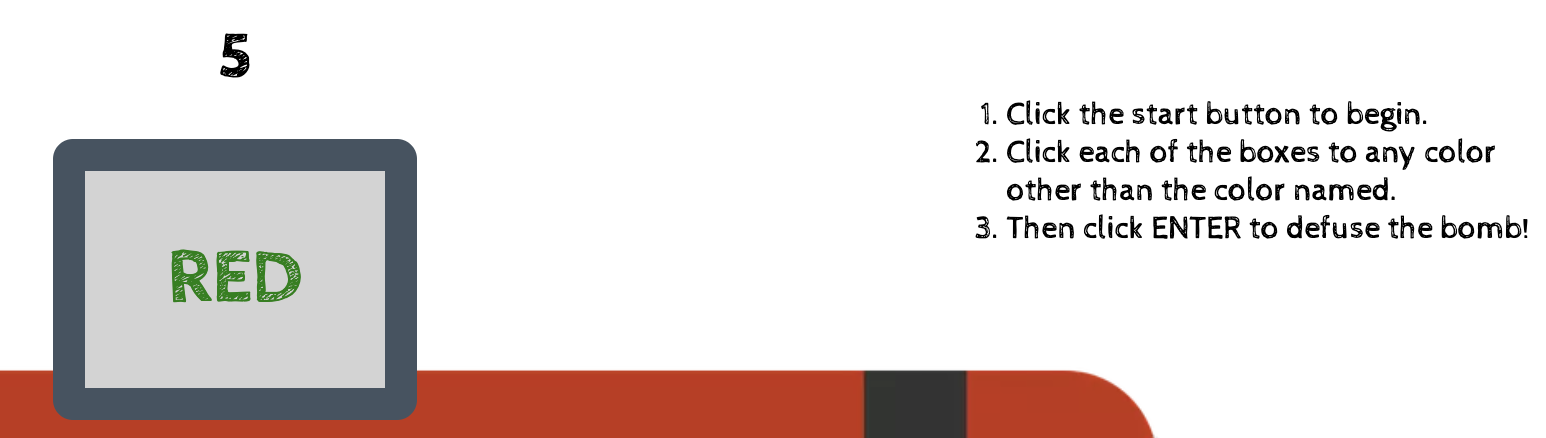 5
RED
1. Click the start button to begin.
2. Click each of the boxes to any color
other than the color named.
3. Then click ENTER to defuse the bomb!